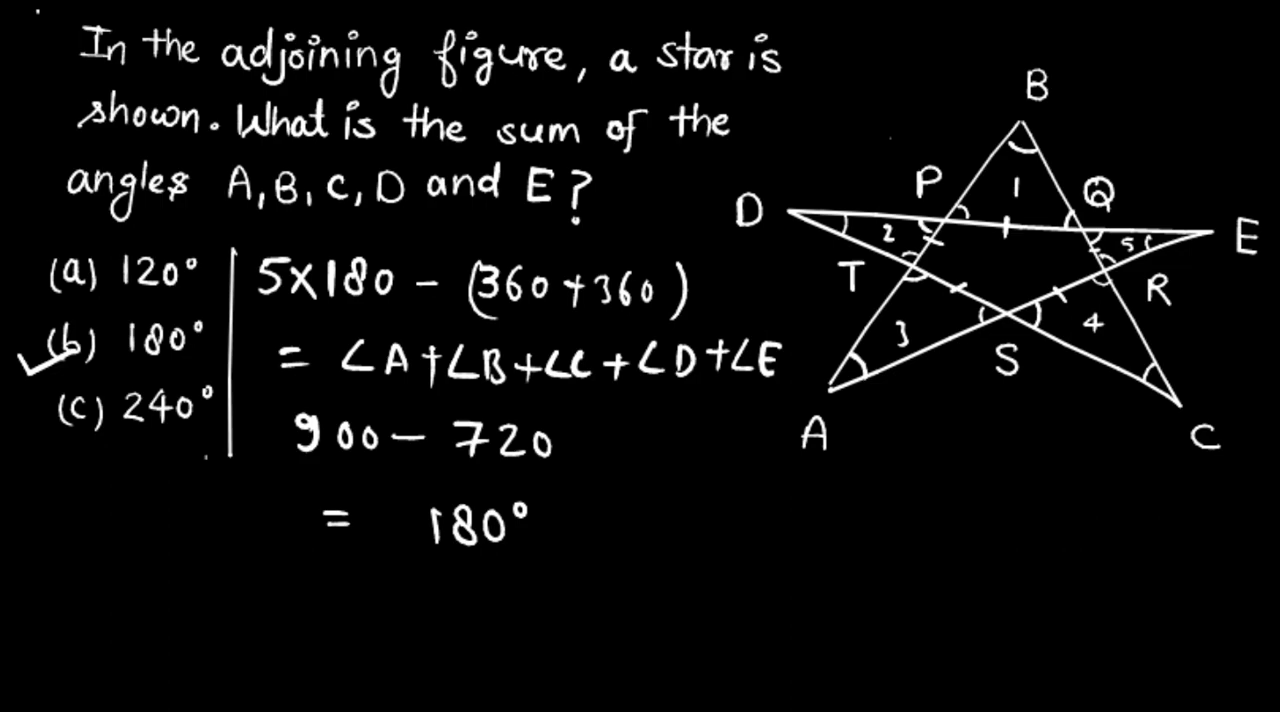 In the adjoining figure, a star is
shown. What is the sum of the
angles A, B, C, D and E?
(a) 120°
(b) 180°
(c) 240°
5×180 - (360+360)
= ∠A+∠B+∠C+∠D+∠E
900 - 720
= 180°
B
P
1
Q
D
2
5
E
T
R
3
4
S
A
C